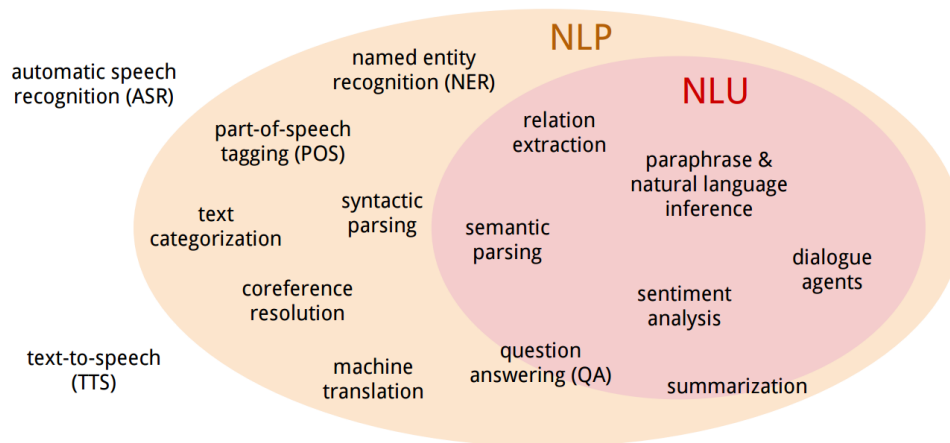 NLP
named entity
recognition (NER)
automatic speech
recognition (ASR)
NLU
relation
extraction
part-of-speech
tagging (POS)
paraphrase &
natural language
inference
syntactic
parsing
text
categorization
semantic
parsing
dialogue
agents
coreference
resolution
sentiment
analysis
question
answering (QA)
text-to-speech
(TTS)
machine
translation
summarization